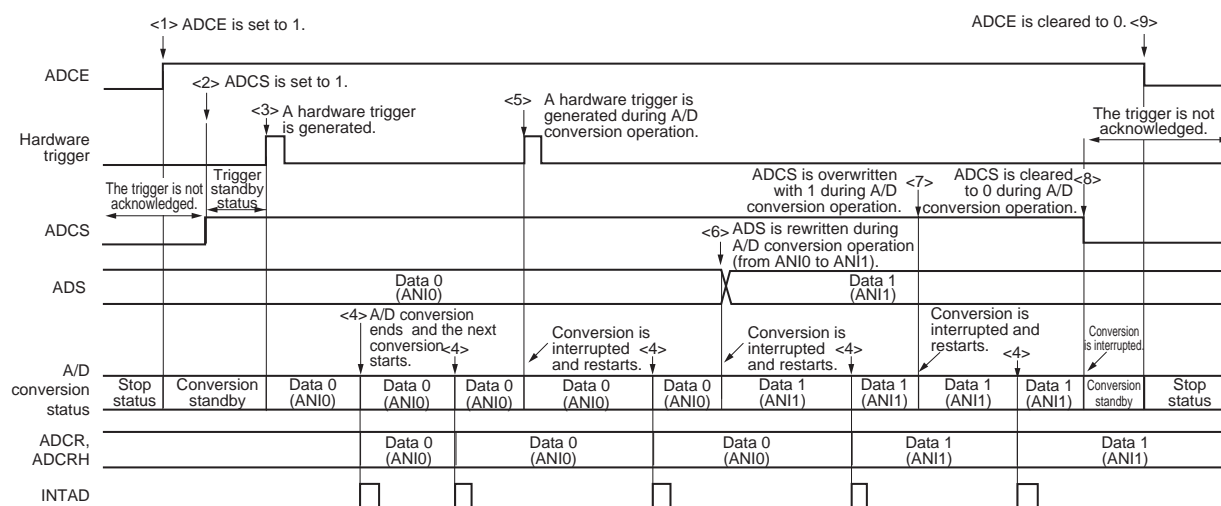 <1> ADCE is set to 1.
ADCE is cleared to 0. <9>
ADCE
<2> ADCS is set to 1.
<3> A hardware trigger
is generated.
<5> A hardware trigger is
generated during A/D
conversion operation.
The trigger is not
acknowledged.
Hardware
trigger
The trigger is not
acknowledged.
Trigger
standby
status
ADCS is overwritten
with 1 during A/D
conversion operation.
<7>
ADCS is cleared
to 0 during A/D
conversion operation.
<8>
ADCS
<6> ADS is rewritten during
A/D conversion operation
(from ANI0 to ANI1).
ADS
Data 0
(ANI0)
Data 1
(ANI1)
<4> A/D conversion
ends and the next
conversion
starts.
<4>
Conversion is
interrupted
and restarts.
<4>
Conversion is
interrupted
and restarts.
<4>
Conversion is
interrupted and
restarts.
<4>
Conversion
is interrupted.
A/D
conversion
status
Stop
status
Conversion
standby
Data 0
(ANI0)
Data 0
(ANI0)
Data 0
(ANI0)
Data 0
(ANI0)
Data 0
(ANI0)
Data 1
(ANI1)
Data 1
(ANI1)
Data 1
(ANI1)
Data 1
(ANI1)
Conversion
standby
Stop
status
ADCR,
ADCRH
Data 0
(ANI0)
Data 0
(ANI0)
Data 0
(ANI0)
Data 1
(ANI1)
Data 1
(ANI1)
INTAD